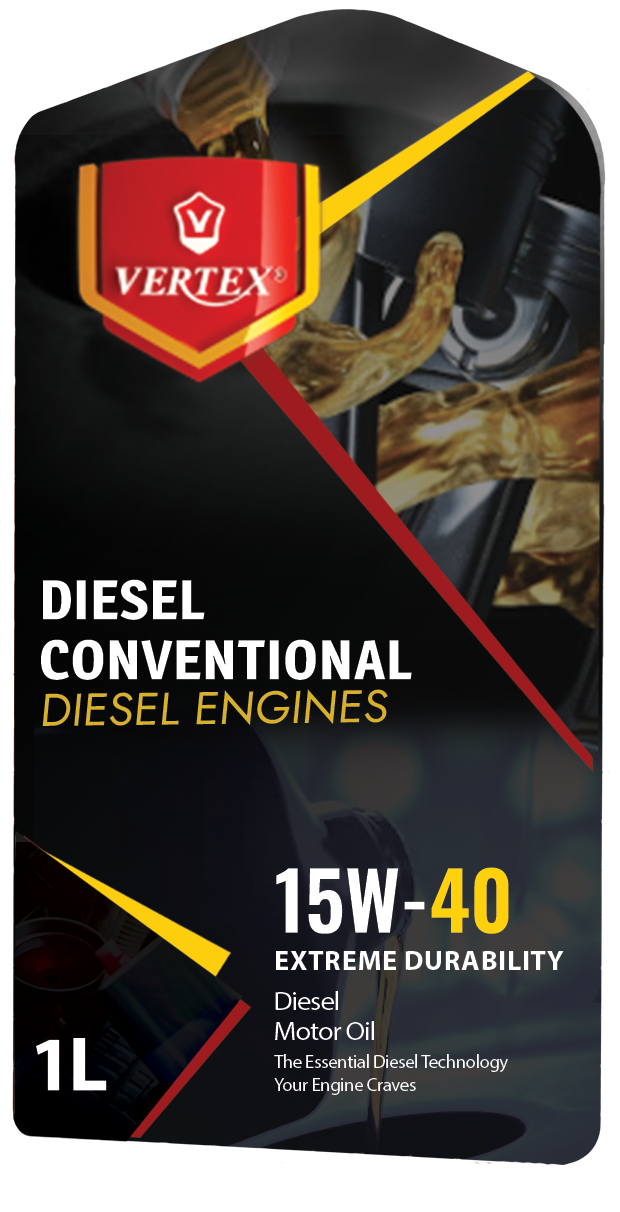 V
VERTEX®
DIESEL
CONVENTIONAL
DIESEL ENGINES
15W-40
EXTREME DURABILITY
Diesel
Motor Oil
The Essential Diesel Technology
Your Engine Craves
1L